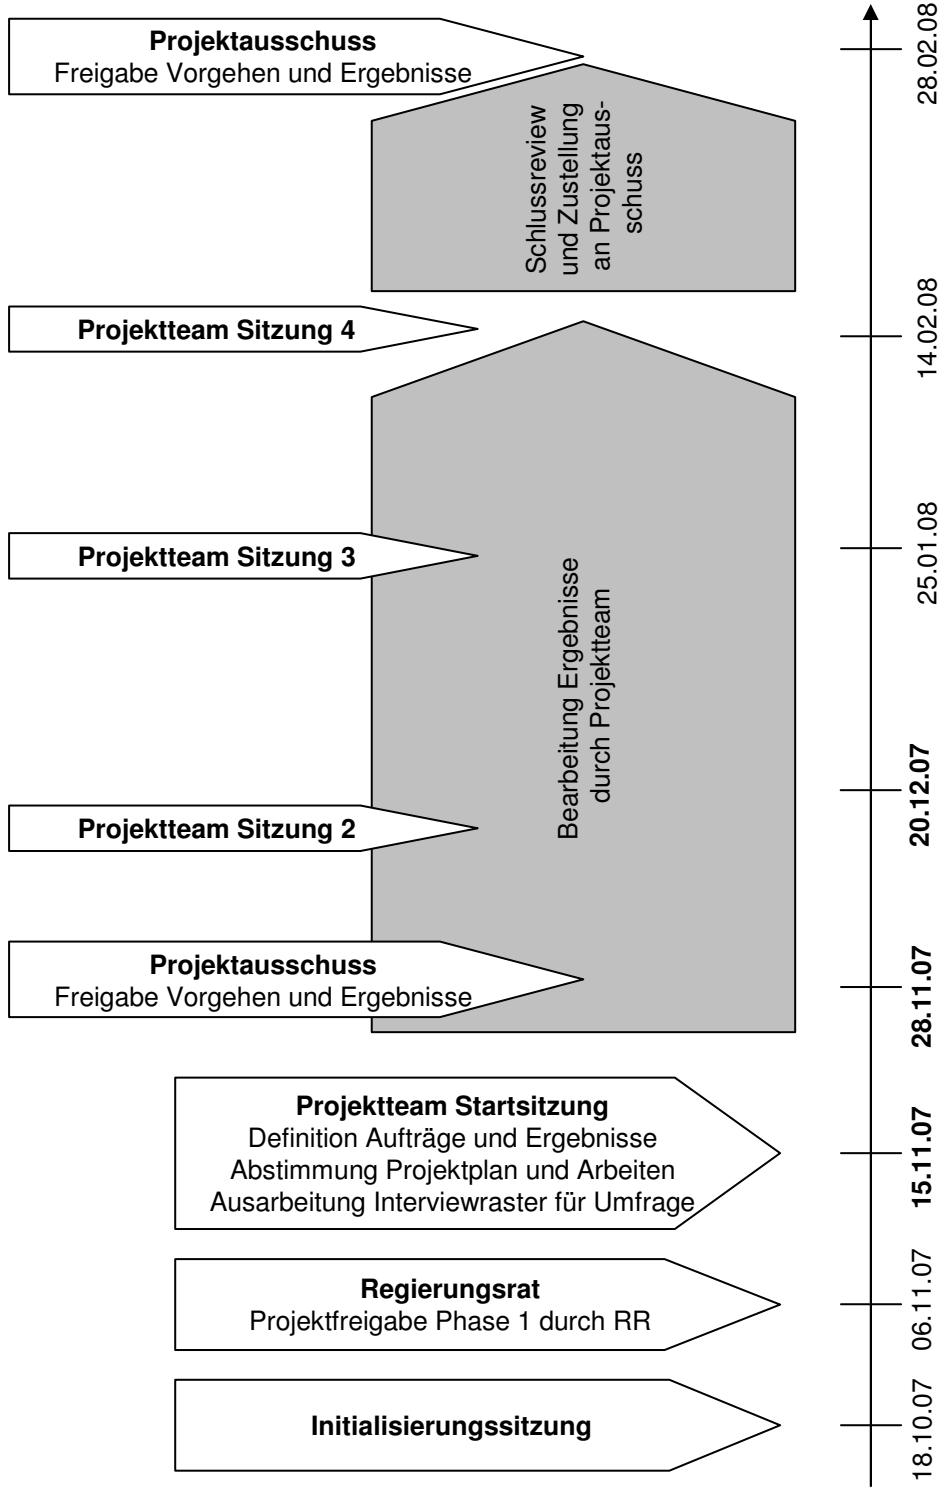 Projektausschuss
Freigabe Vorgehen und Ergebnisse
28.02.08
Schlussreview
und Zustellung
an Projektaus-
schuss
Projektteam Sitzung 4
14.02.08
Projektteam Sitzung 3
25.01.08
Bearbeitung Ergebnisse
durch Projektteam
Projektteam Sitzung 2
20.12.07
Projektausschuss
Freigabe Vorgehen und Ergebnisse
28.11.07
Projektteam Startsitzung
Definition Aufträge und Ergebnisse
Abstimmung Projektplan und Arbeiten
Ausarbeitung Interviewraster für Umfrage
15.11.07
Regierungsrat
Projektfreigabe Phase 1 durch RR
06.11.07
Initialisierungssitzung
18.10.07